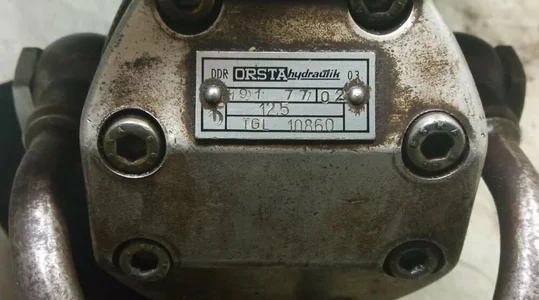 DDR ORSTA hydraulik 03
191 77 02
12,5
TGL 10860